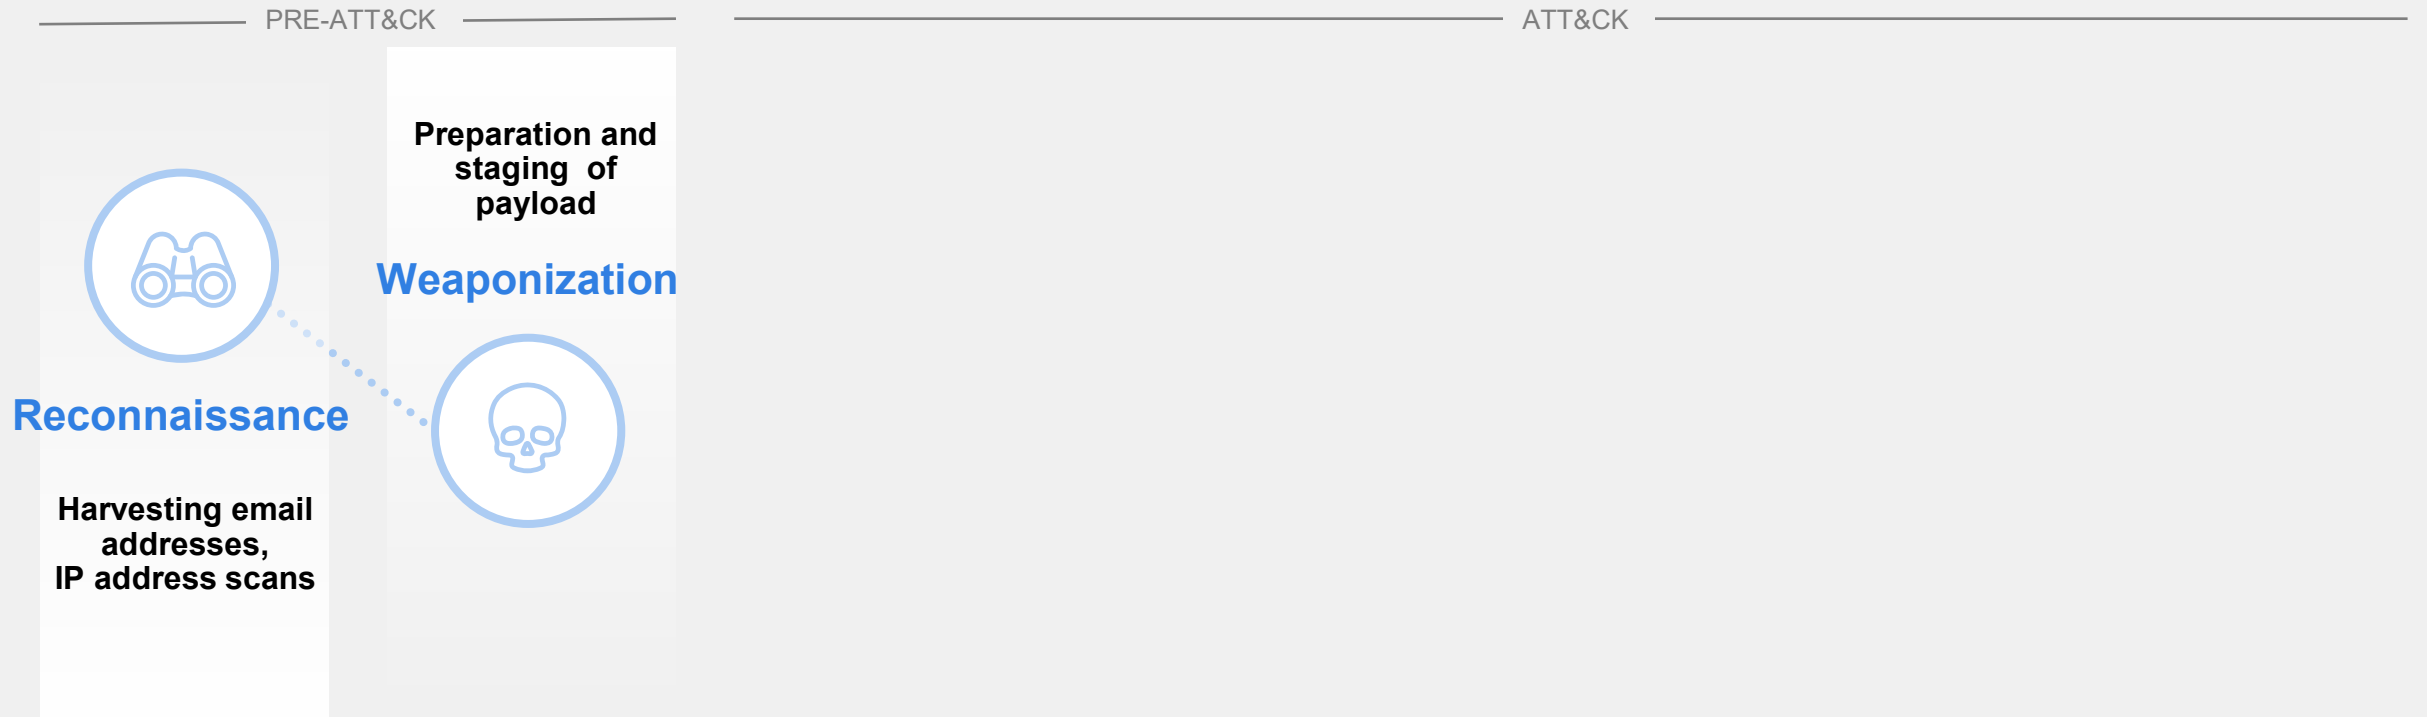 PRE-ATT&CK
ATT&CK
Reconnaissance
Harvesting email
addresses,
IP address scans
Preparation and
staging of
payload
Weaponization